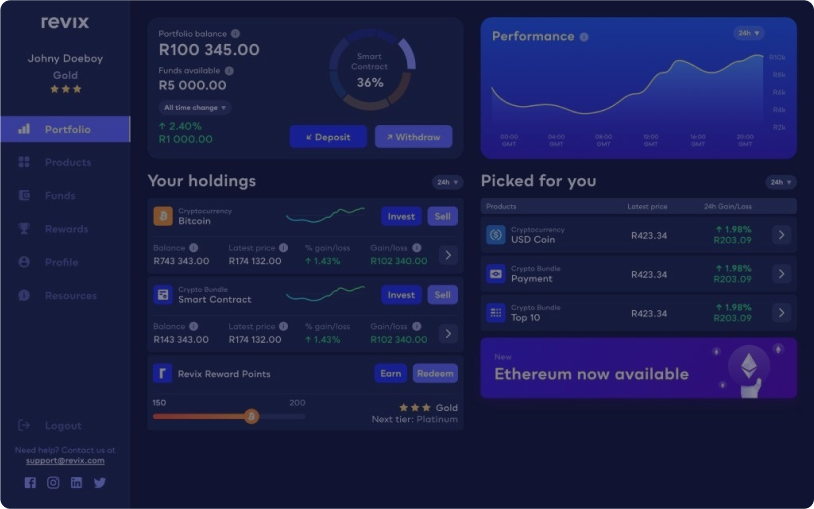 revix
Johny Doeboy
Gold
Portfolio
Products
Funds
Rewards
Profile
Resources
Logout
Need help? Contact us at
support@revix.com
Portfolio balance
R100 345.00
Funds available
R5 000.00
All time change
↑ 2.40%
R1 000.00
Smart
Contract
36%
Deposit
Withdraw
Performance
24h
R10k
R8k
R6k
R4k
R2k
00:00 04:00 08:00 12:00 16:00 20:00
GMT GMT GMT GMT GMT GMT
Your holdings
24h
Cryptocurrency
Bitcoin
Invest
Sell
Balance Latest price % gain/loss Gain/loss
R743 343.00 R174 132.00 ↑ 1.43% R102 340.00
Crypto Bundle
Smart Contract
Invest
Sell
Balance Latest price % gain/loss Gain/loss
R143 343.00 R174 132.00 ↑ 1.43% R102 340.00
Revix Reward Points
Earn
Redeem
150 200
Gold
Next tier: Platinum
Picked for you
24h
Products Latest price 24h Gain/Loss
Cryptocurrency
USD Coin
R423.34
↑ 1.98%
R203.09
Crypto Bundle
Payment
R423.34
↑ 1.98%
R203.09
Crypto Bundle
Top 10
R423.34
↑ 1.98%
R203.09
New
Ethereum now available